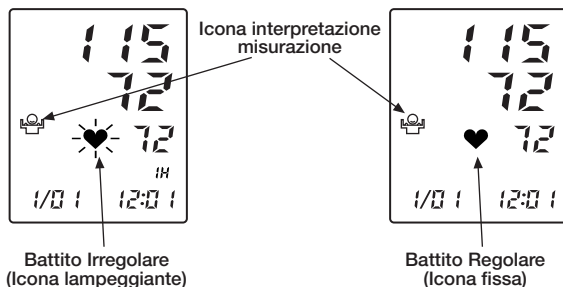 Icona interpretazione
misurazione
115
72
72
1H
1/01 12:01
115
72
72
1/01 12:01
Battito Irregolare
(Icona lampeggiante)
Battito Regolare
(Icona fissa)